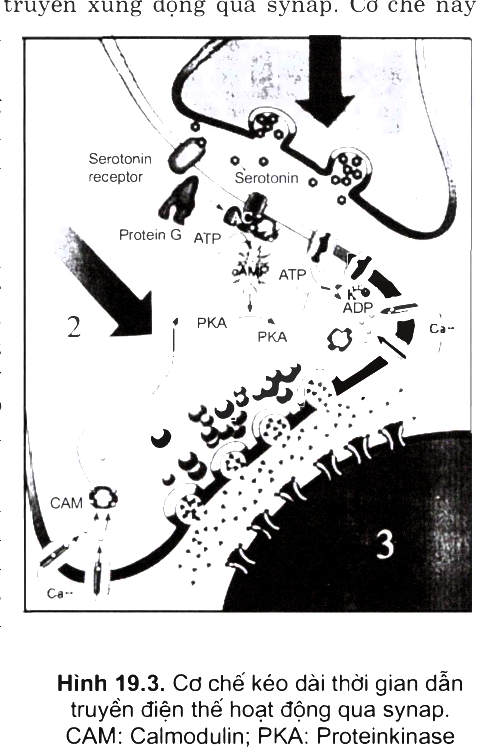 truyền xung động qua synap. Cơ chế này
Serotonin
receptor
Serotonin
Protein G
ATP
AC
AMP
ATP
K
ADP
Ca--
2
PKA
PKA
CAM
Ca--
3
Hình 19.3. Cơ chế kéo dài thời gian dẫn
truyền điện thế hoạt động qua synap.
CAM: Calmodulin; PKA: Proteinkinase